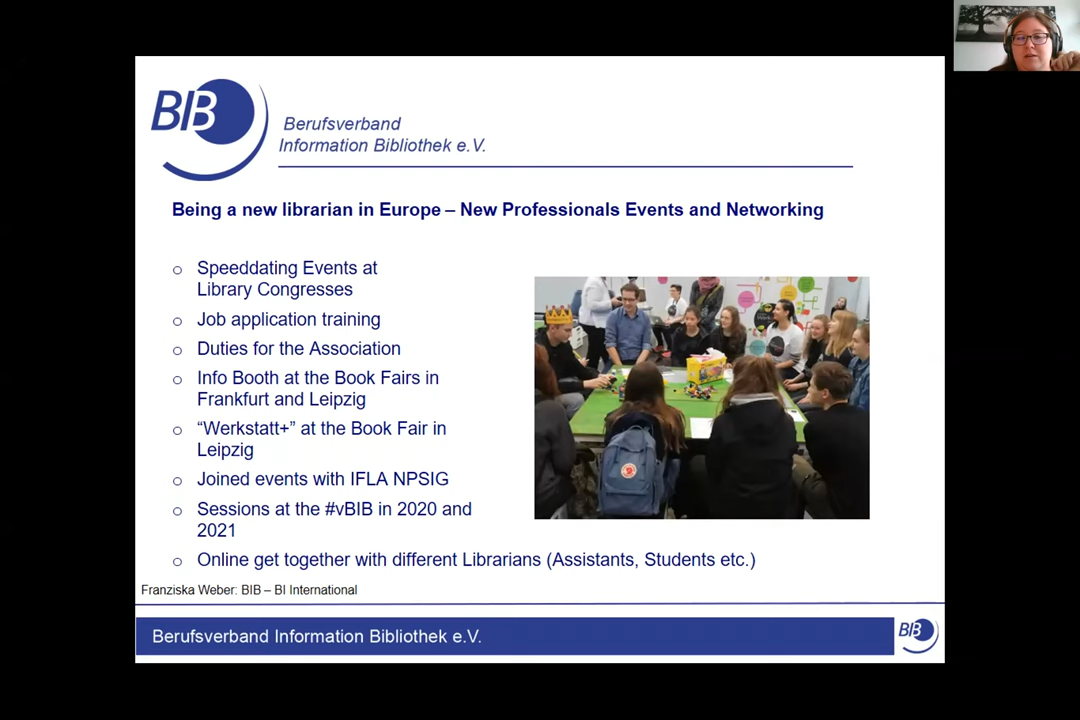 BIB
Berufsverband
Information Bibliothek e.V.
Being a new librarian in Europe – New Professionals Events and Networking
o Speeddating Events at
Library Congresses
o Job application training
o Duties for the Association
o Info Booth at the Book Fairs in
Frankfurt and Leipzig
o “Werkstatt+” at the Book Fair in
Leipzig
o Joined events with IFLA NPSIG
o Sessions at the #vBIB in 2020 and
2021
o Online get together with different Librarians (Assistants, Students etc.)
Franziska Weber: BIB – BI International
Berufsverband Information Bibliothek e.V.
BIB